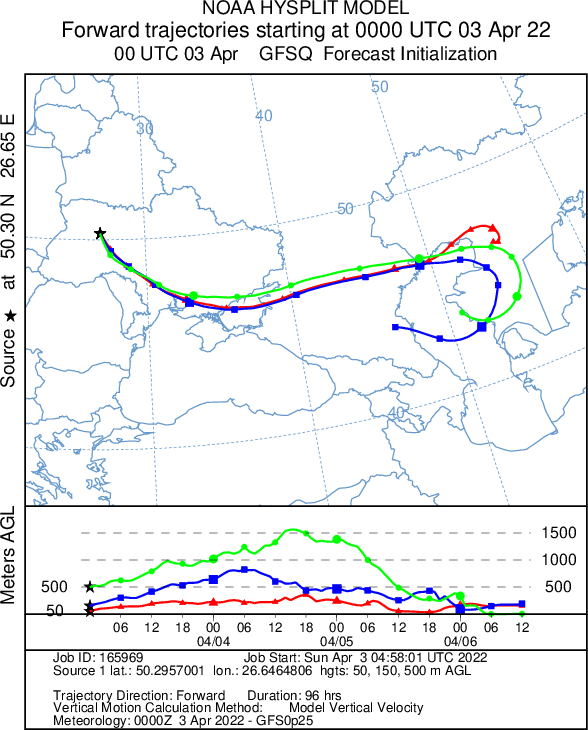 NOAA HYSPLIT MODEL
Forward trajectories starting at 0000 UTC 03 Apr 22
00 UTC 03 Apr GFSQ Forecast Initialization
Source ★ at 50.30 N 26.65 E
50
40
30
50
40
Meters AGL
1500
1000
500 500
50
06 12 18 00 06 12 18 00 06 12 18 00 06 12
04/04 04/05 04/06
Job ID: 165969 Job Start: Sun Apr 3 04:58:01 UTC 2022
Source 1 lat.: 50.2957001 lon.: 26.6464806 hgts: 50, 150, 500 m AGL
Trajectory Direction: Forward Duration: 96 hrs
Vertical Motion Calculation Method: Model Vertical Velocity
Meteorology: 0000Z 3 Apr 2022 - GFS0p25